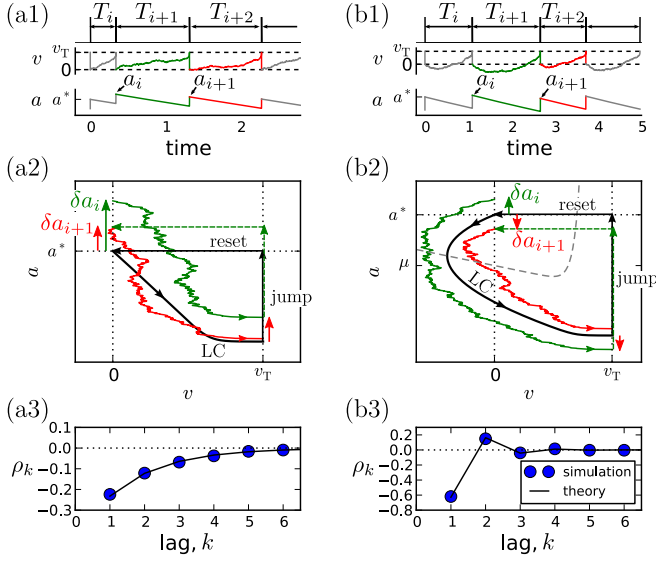 (a1) T_i T_{i+1} T_{i+2}
v v_T
0
a_i a_{i+1}
a a*
0 1 2
time
(b1) T_i T_{i+1} T_{i+2}
v v_T
0
a_i a_{i+1}
a a*
0 1 2 3 4 5
time
(a2)
δa_i
δa_{i+1}
a*
a
reset
jump
LC
0 v_T
v
(b2)
δa_i
reset
a*
δa_{i+1}
μ
a
LC
jump
0 v_T
v
(a3)
0.1
0.0
−0.1
−0.2
−0.3
ρ_k
0 1 2 3 4 5 6
lag, k
(b3)
0.2
0.0
−0.2
−0.4
−0.6
−0.8
ρ_k
simulation
theory
0 1 2 3 4 5 6
lag, k